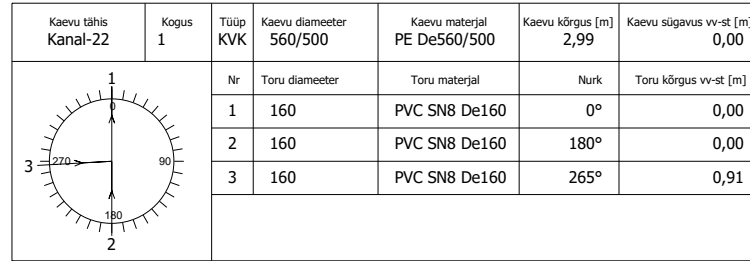 Kaevu tähis Kogus Tüüp Kaevu diameeter Kaevu materjal Kaevu kõrgus [m] Kaevu sügavus vv-st [m]
Kanal-22 1 KVK 560/500 PE De560/500 2,99 0,00
Nr Toru diameeter Toru materjal Nurk Toru kõrgus vv-st [m]
1 160 PVC SN8 De160 0° 0,00
2 160 PVC SN8 De160 180° 0,00
3 160 PVC SN8 De160 265° 0,91
1
0
3 270 90
180
2